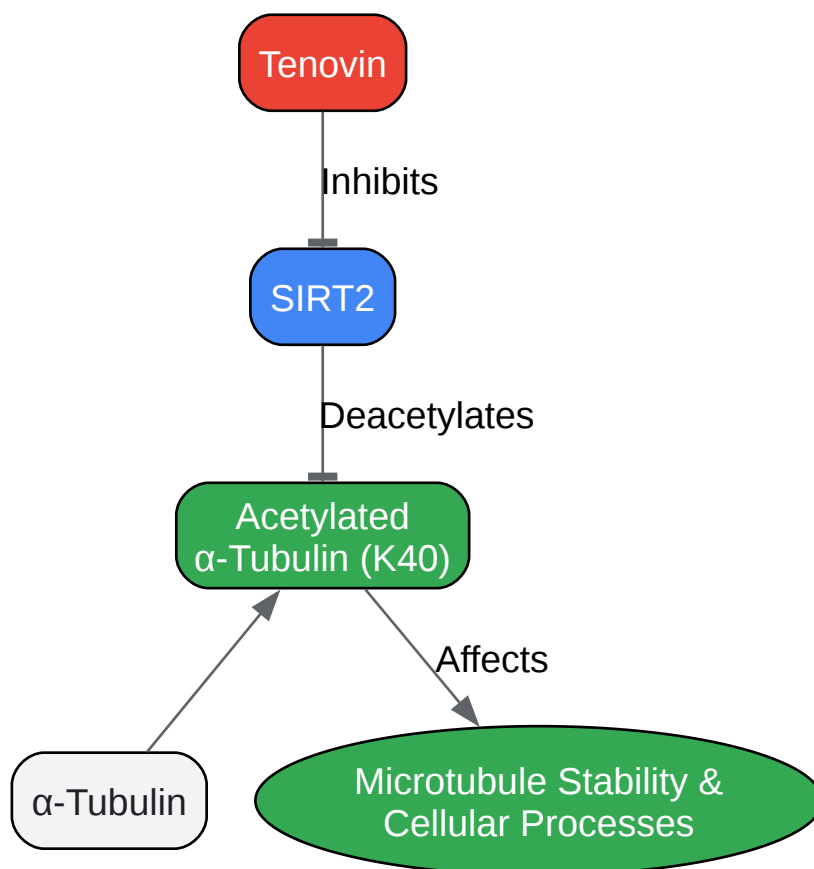 Tenovin
Inhibits
SIRT2
Deacetylates
Acetylated
α-Tubulin (K40)
Affects
α-Tubulin
Microtubule Stability &
Cellular Processes